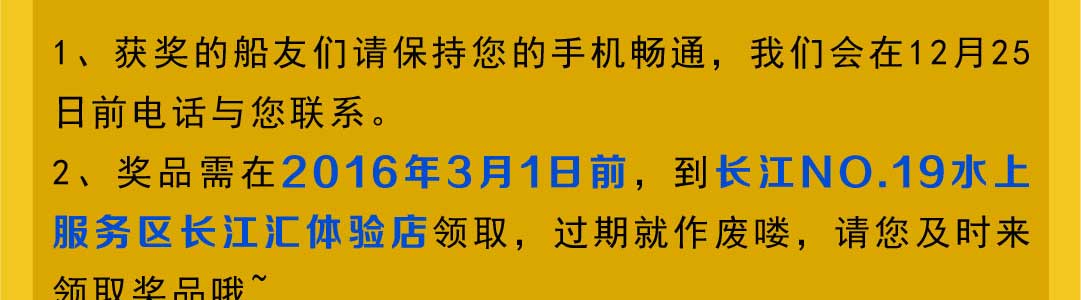 1、获奖的船友们请保持您的手机畅通，我们会在12月25
日前电话与您联系。
2、奖品需在2016年3月1日前，到长江NO.19水上
服务区长江汇体验店领取，过期就作废喽，请您及时来
领取奖品哦~